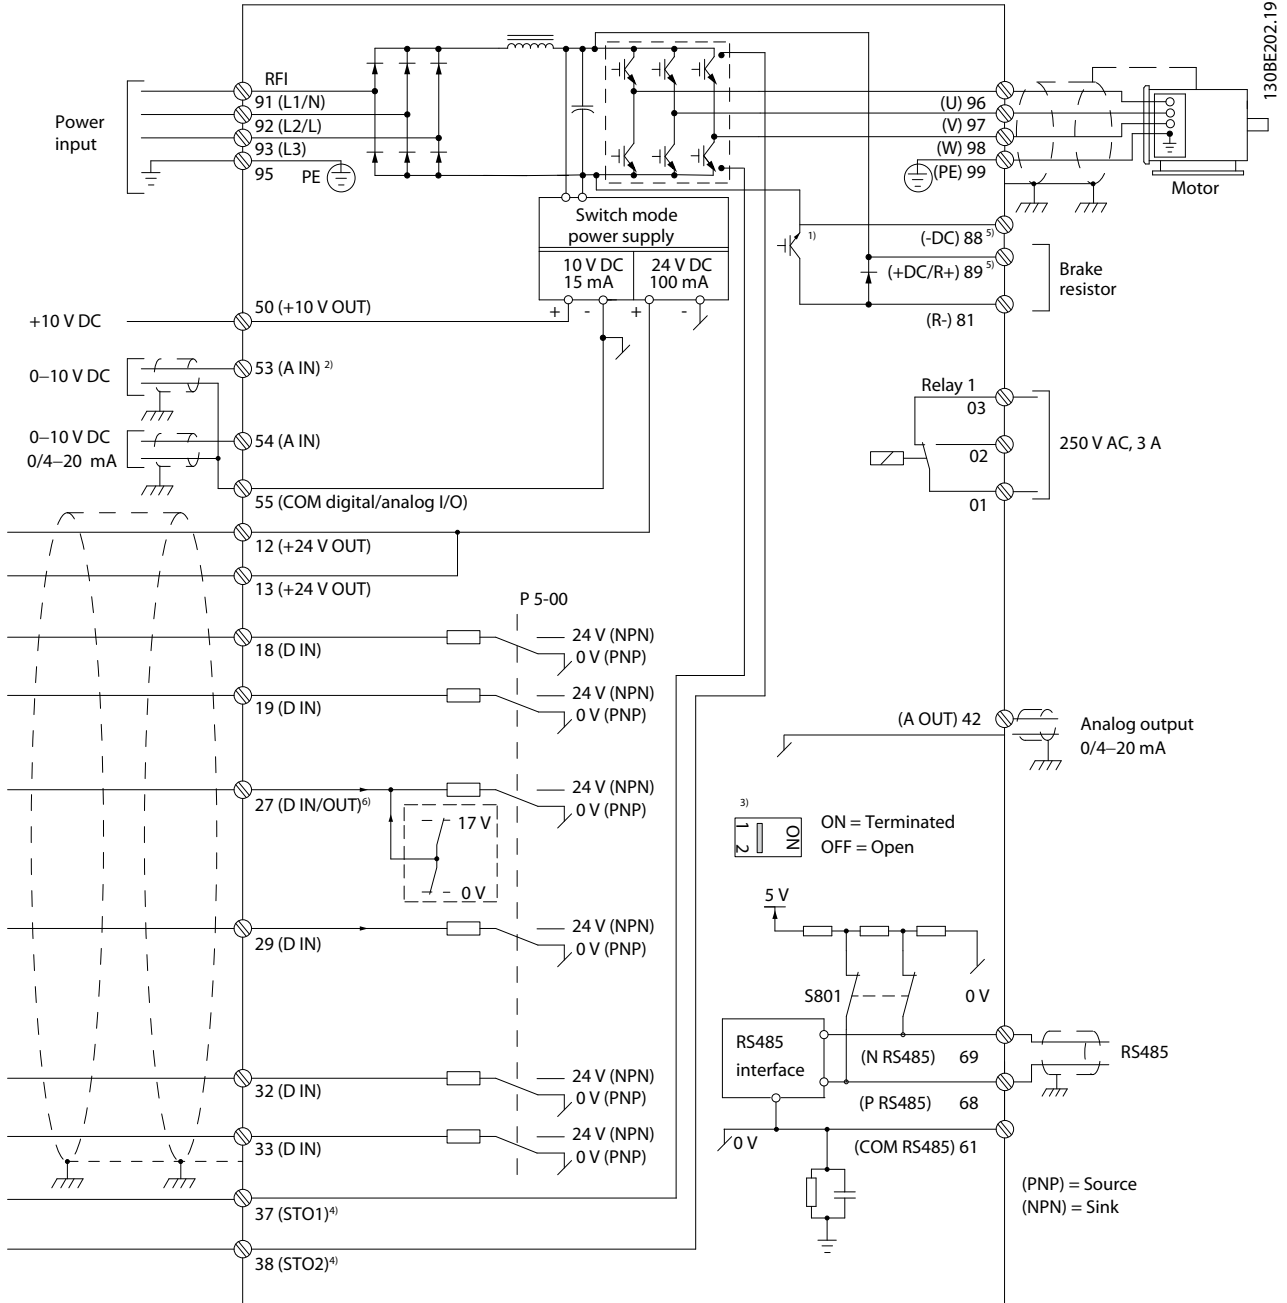 130BE202.19
RFI
91 (L1/N)
92 (L2/L)
93 (L3)
95
PE
Power
input
(U) 96
(V) 97
(W) 98
(PE) 99
Motor
Switch mode
power supply
10 V DC
15 mA
24 V DC
100 mA
+ - + -
1)
(-DC) 88 5)
(+DC/R+) 89 5)
(R-) 81
Brake
resistor
+10 V DC
50 (+10 V OUT)
0–10 V DC
53 (A IN) 2)
0–10 V DC
0/4–20 mA
54 (A IN)
55 (COM digital/analog I/O)
12 (+24 V OUT)
13 (+24 V OUT)
Relay 1
03
02
01
250 V AC, 3 A
P 5-00
18 (D IN)
24 V (NPN)
0 V (PNP)
19 (D IN)
24 V (NPN)
0 V (PNP)
27 (D IN/OUT)6)
24 V (NPN)
0 V (PNP)
17 V
0 V
29 (D IN)
24 V (NPN)
0 V (PNP)
32 (D IN)
24 V (NPN)
0 V (PNP)
33 (D IN)
24 V (NPN)
0 V (PNP)
37 (STO1)4)
38 (STO2)4)
(A OUT) 42
Analog output
0/4–20 mA
3)
1 2
ON
ON = Terminated
OFF = Open
5 V
S801
0 V
RS485
interface
(N RS485) 69
(P RS485) 68
RS485
0 V
(COM RS485) 61
(PNP) = Source
(NPN) = Sink